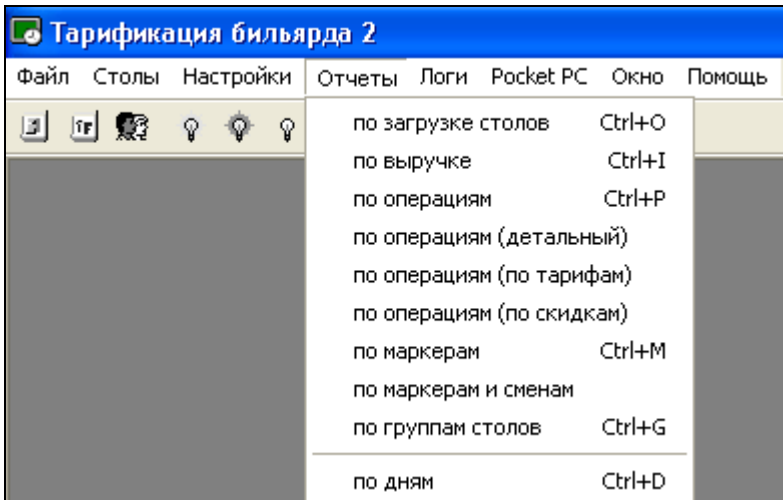 Тарификация бильярда 2
Файл Столы Настройки Отчеты Логи Pocket PC Окно Помощь
по загрузке столов Ctrl+O
по выручке Ctrl+I
по операциям Ctrl+P
по операциям (детальный)
по операциям (по тарифам)
по операциям (по скидкам)
по маркерам Ctrl+M
по маркерам и сменам
по группам столов Ctrl+G
по дням Ctrl+D